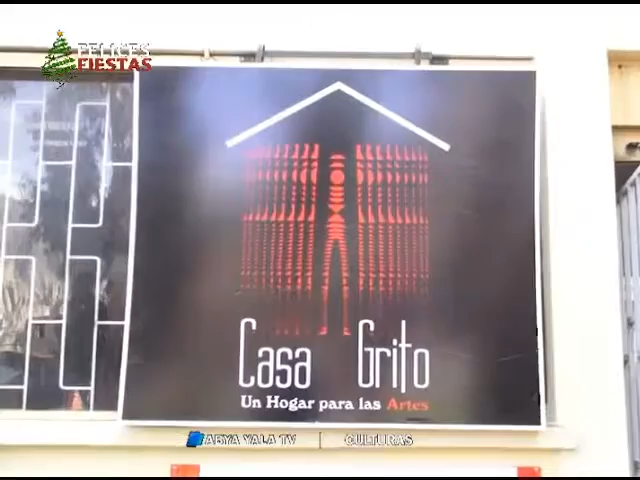 FELICES
FIESTAS
Casa Grito
Un Hogar para las Artes
ABYA YALA TV | CULTURAS